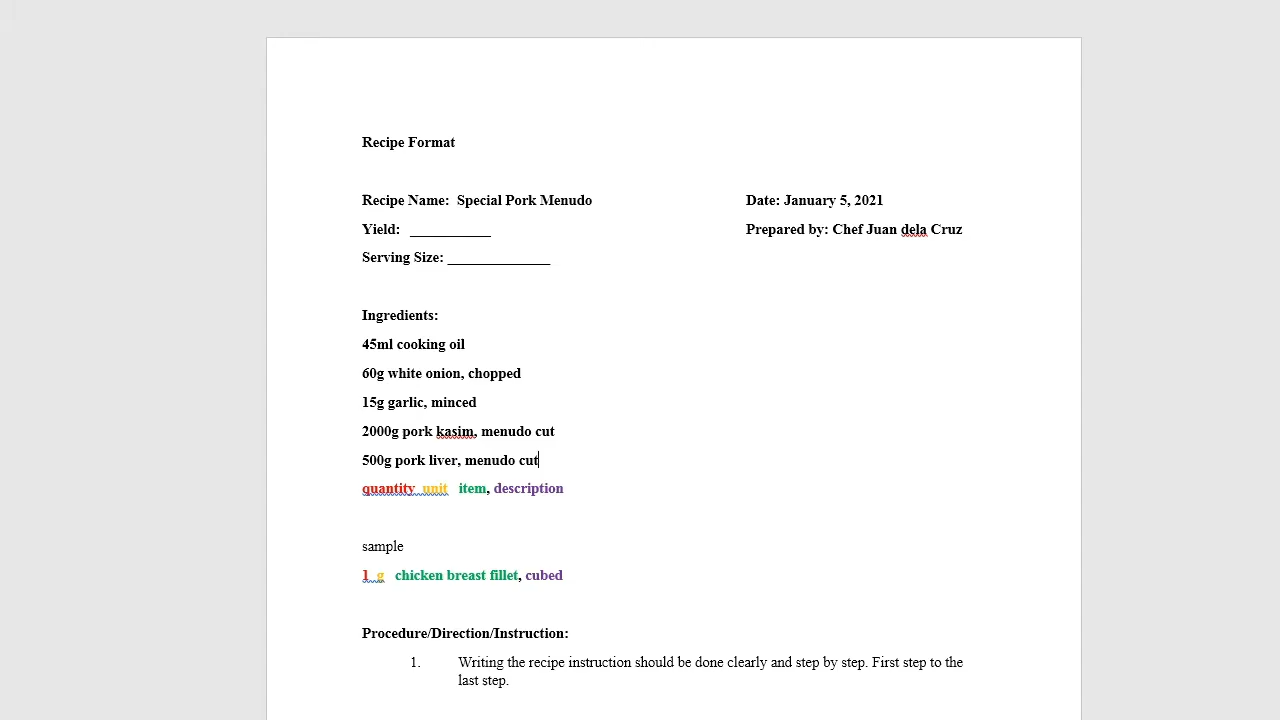 Recipe Format
Recipe Name:  Special Pork Menudo
Date: January 5, 2021
Yield:  ___________
Prepared by: Chef Juan dela Cruz
Serving Size: ______________
Ingredients:
45ml cooking oil
60g white onion, chopped
15g garlic, minced
2000g pork kasim, menudo cut
500g pork liver, menudo cut
quantity  unit   item, description
sample
1  g   chicken breast fillet, cubed
Procedure/Direction/Instruction:
1. Writing the recipe instruction should be done clearly and step by step. First step to the
last step.